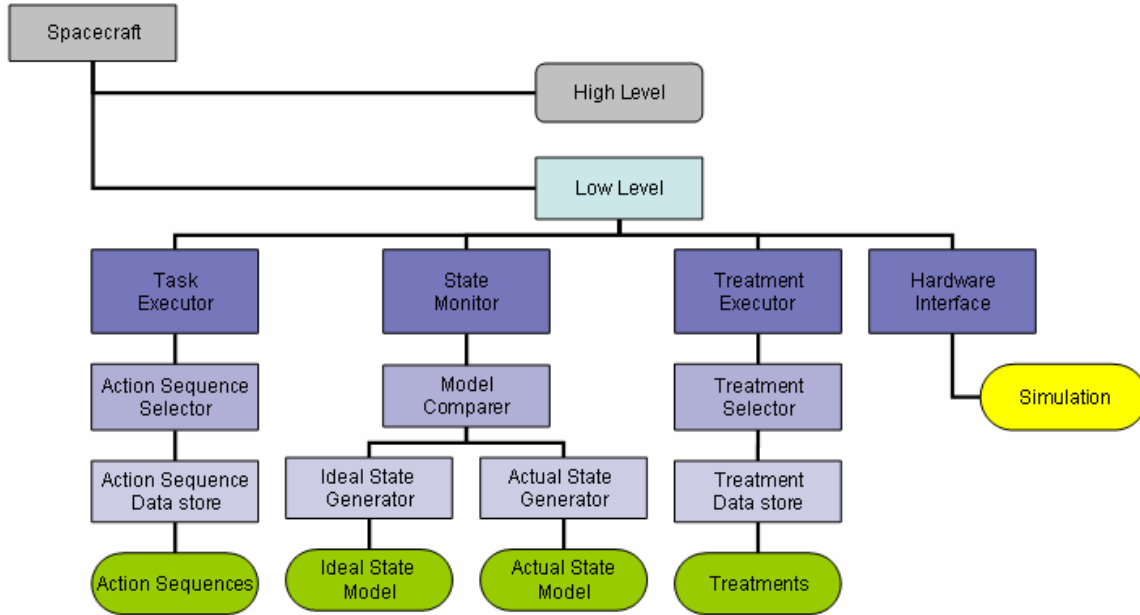 Spacecraft
High Level
Low Level
Task
Executor
State
Monitor
Treatment
Executor
Hardware
Interface
Action Sequence
Selector
Model
Comparer
Treatment
Selector
Simulation
Action Sequence
Data store
Ideal State
Generator
Actual State
Generator
Treatment
Data store
Action Sequences
Ideal State
Model
Actual State
Model
Treatments